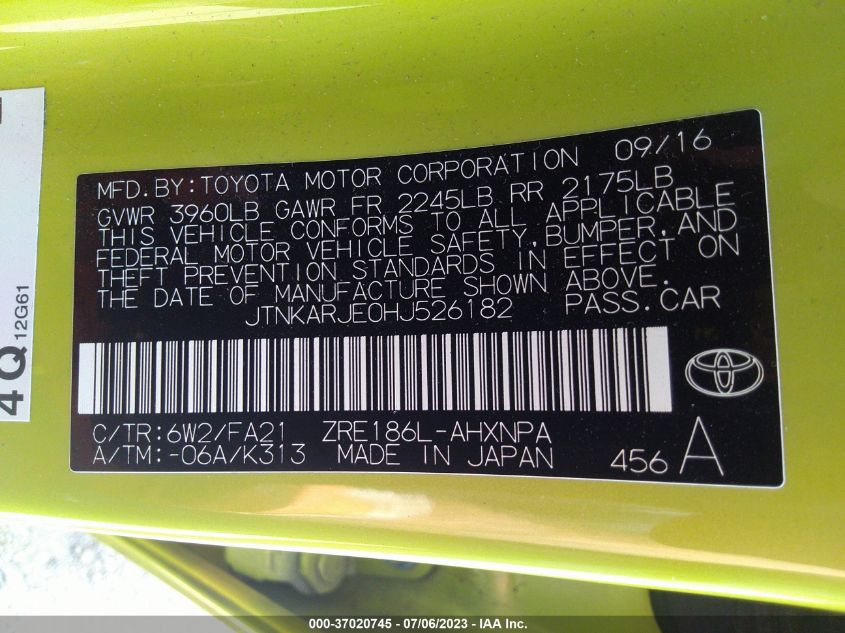 MFD.BY:TOYOTA MOTOR CORPORATION 09/16
GVWR 3960LB GAWR FR 2245LB RR 2175LB
THIS VEHICLE CONFORMS TO ALL APPLICABLE
FEDERAL MOTOR VEHICLE SAFETY,BUMPER,AND
THEFT PREVENTION STANDARDS IN EFFECT ON
THE DATE OF MANUFACTURE SHOWN ABOVE.
JTNKARJE0HJ526182 PASS.CAR
C/TR:6W2/FA21 ZRE186L-AHXNPA
A/TM:-06A/K313 MADE IN JAPAN 456 A
4Q 12G61
000-37020745 - 07/06/2023 - IAA Inc.